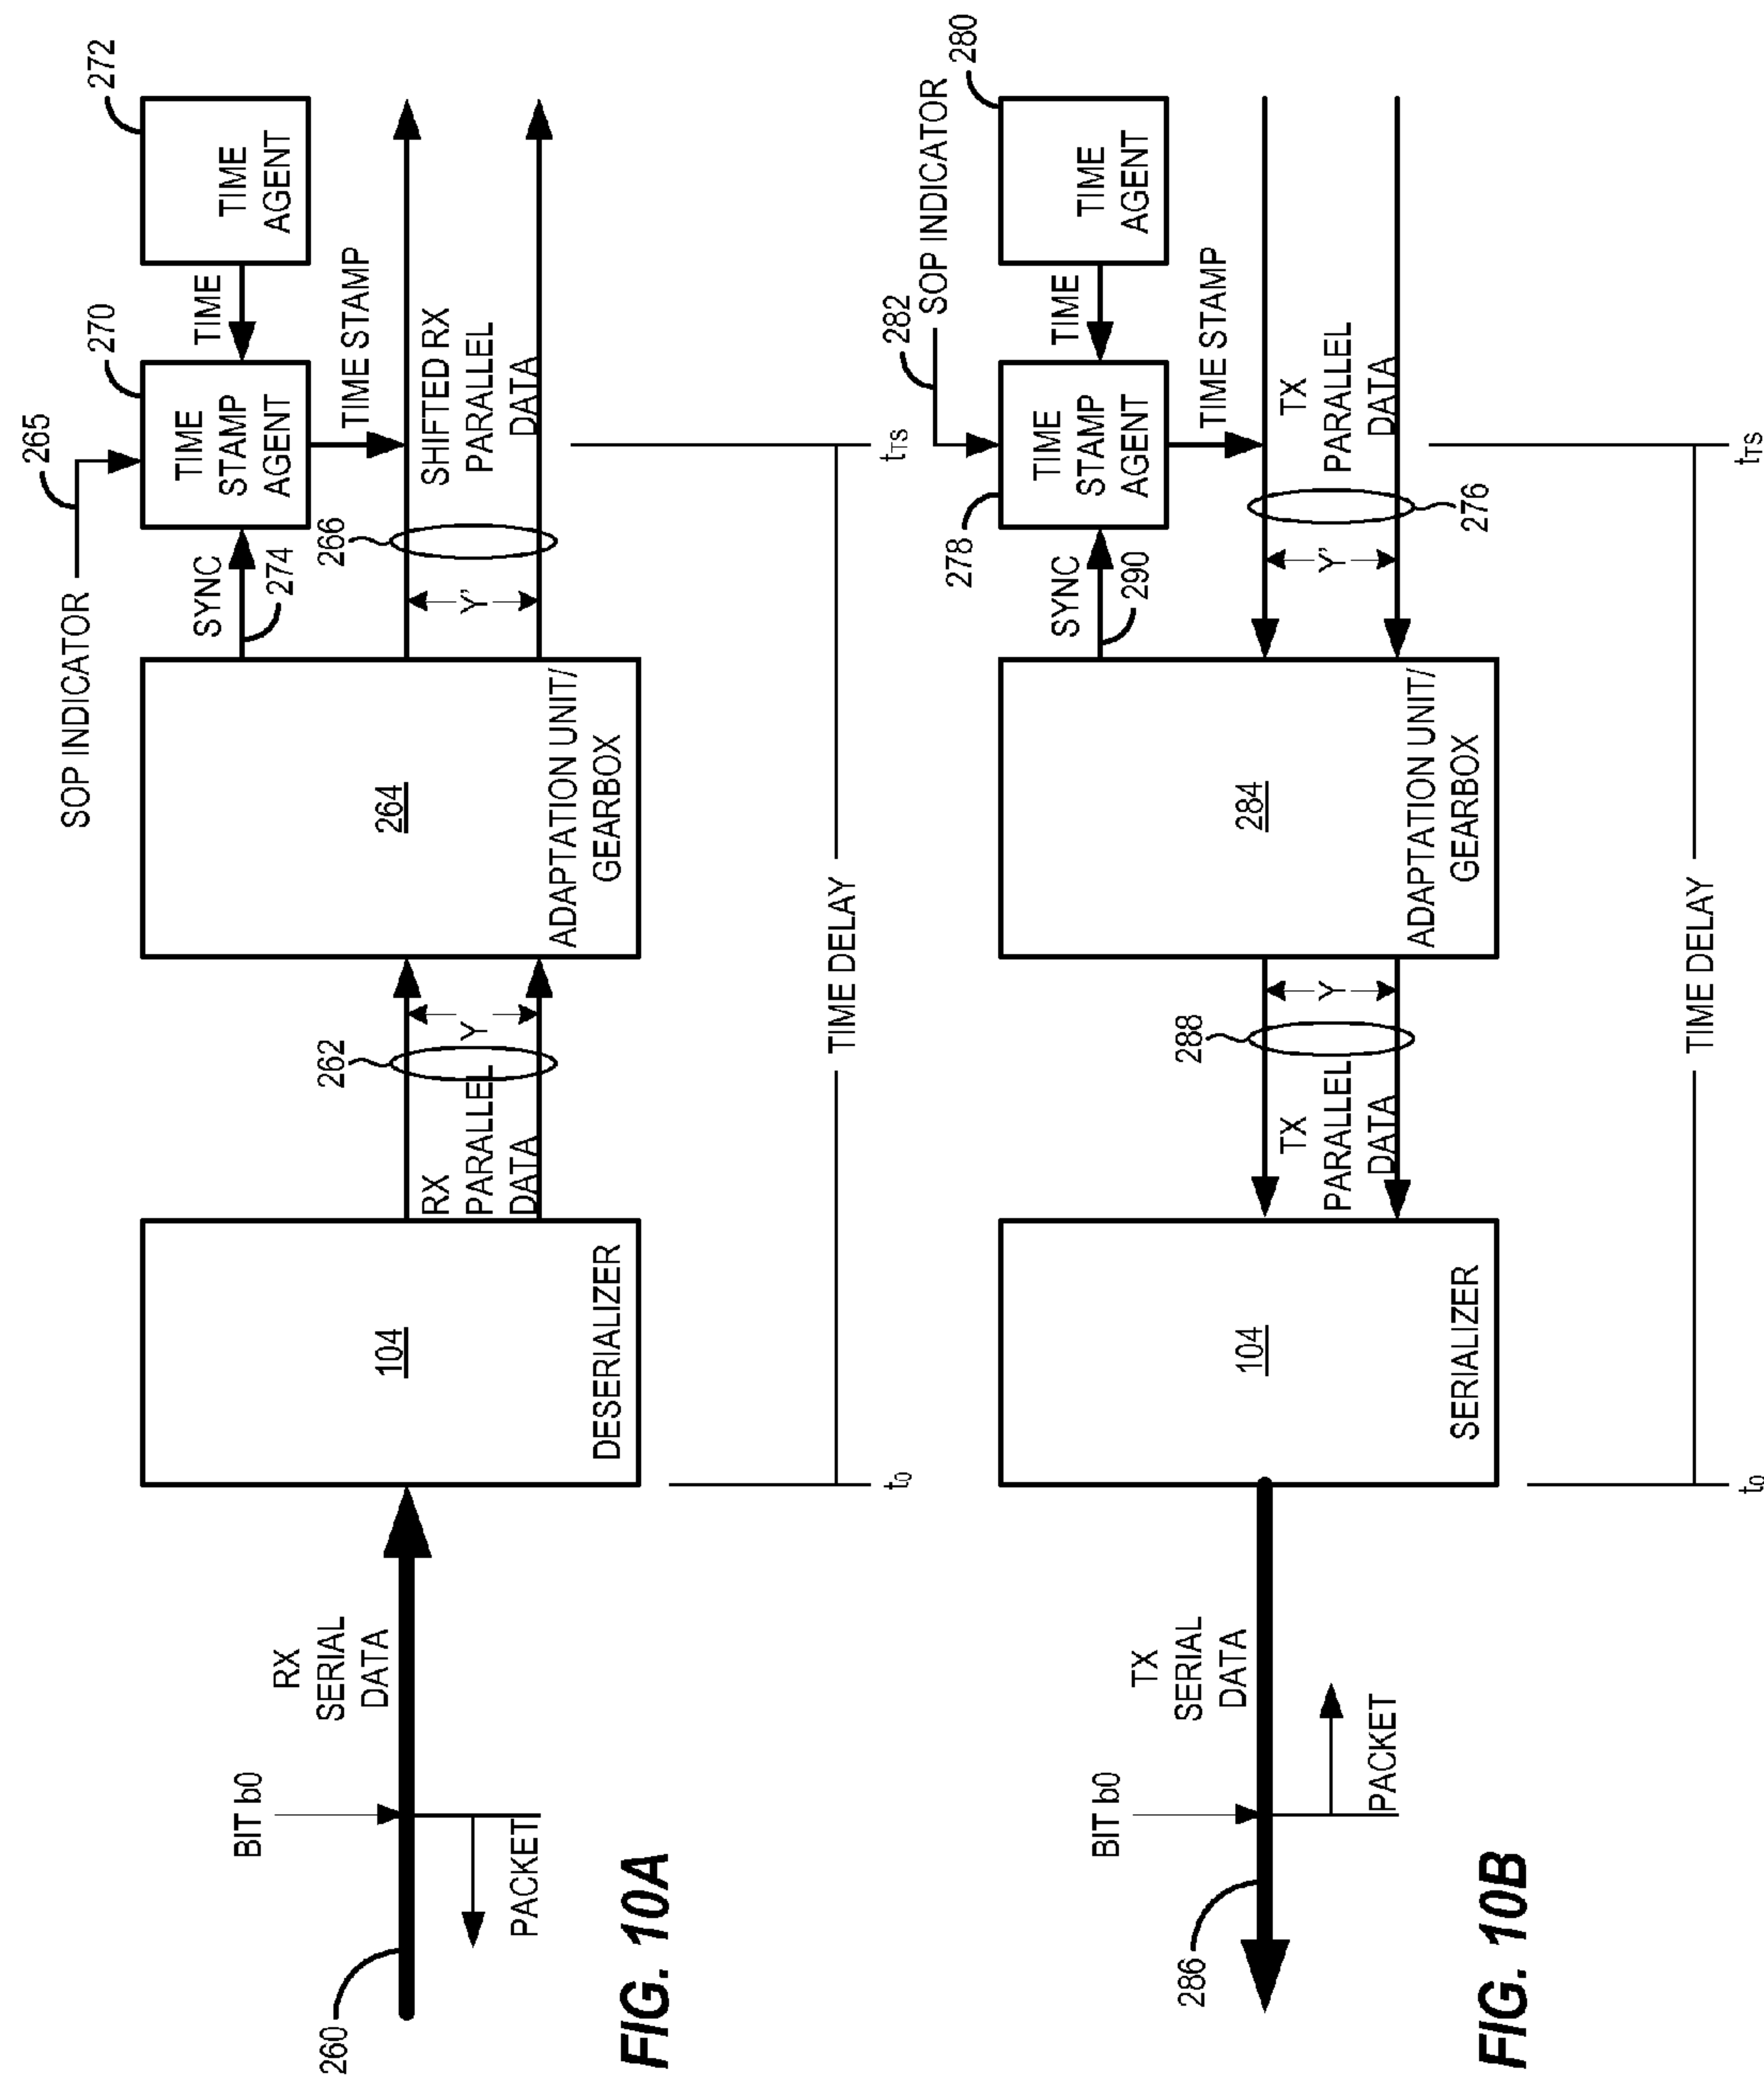 265
270
272
SOP INDICATOR
TIME
STAMP
AGENT
TIME
TIME
AGENT
SYNC
274
TIME STAMP
BIT b0
RX
SERIAL
DATA
260
PACKET
104
DESERIALIZER
262
RX
PARALLEL
DATA
Y
264
ADAPTATION UNIT/
GEARBOX
266
Y'
SHIFTED RX
PARALLEL
DATA
TIME DELAY
t0
tTS
FIG. 10A
282
SOP INDICATOR
280
278
TIME
STAMP
AGENT
TIME
TIME
AGENT
SYNC
290
TIME STAMP
BIT b0
TX
SERIAL
DATA
286
PACKET
104
SERIALIZER
288
TX
PARALLEL
DATA
Y
284
ADAPTATION UNIT/
GEARBOX
Y'
276
TX
PARALLEL
DATA
TIME DELAY
t0
tTS
FIG. 10B